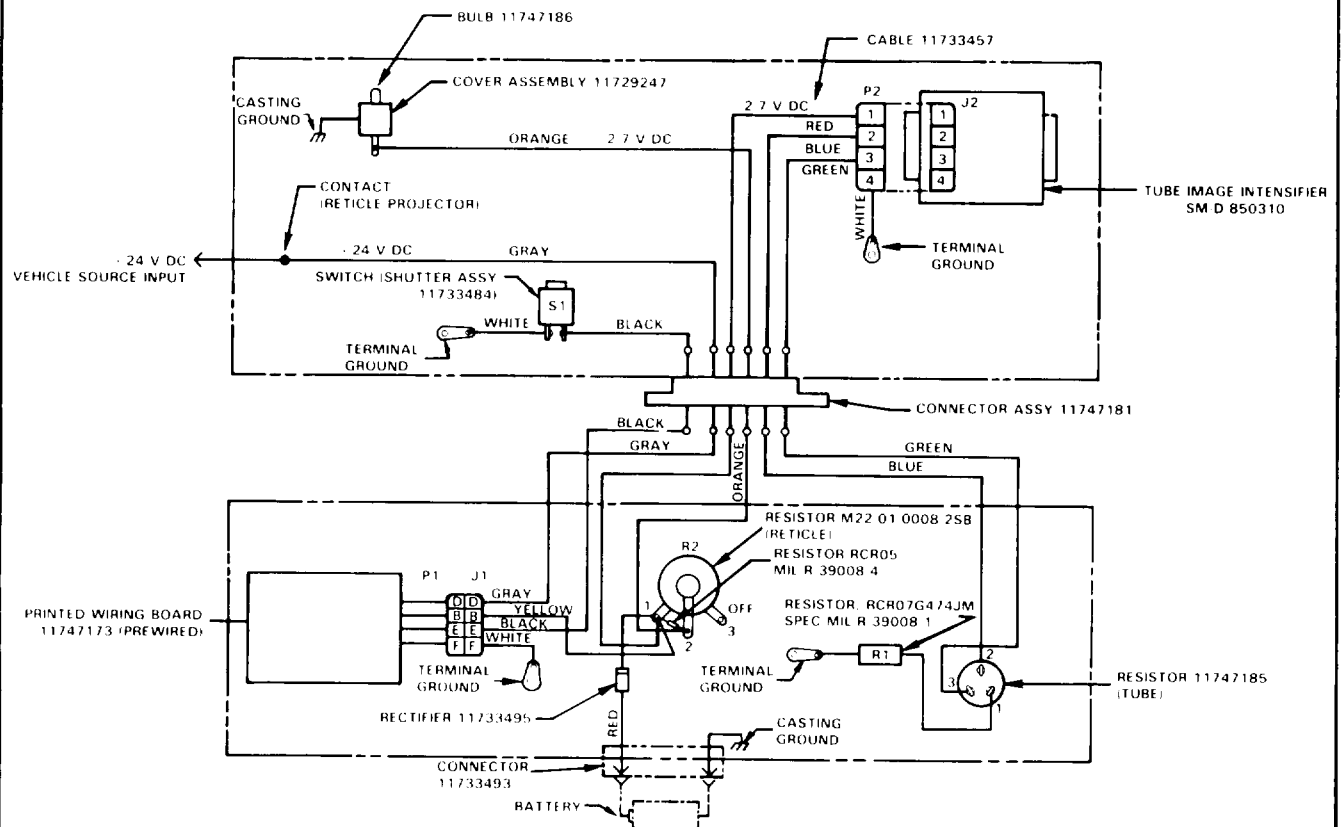 BULB 11747186
CABLE 11733457
COVER ASSEMBLY 11729247
CASTING
GROUND
P2
J2
2 7 V DC
1
2
3
4
1
2
3
4
RED
BLUE
GREEN
WHITE
ORANGE 2 7 V DC
TUBE IMAGE INTENSIFIER
SM-D 850310
CONTACT
(RETICLE PROJECTOR)
TERMINAL
GROUND
- 24 V DC
VEHICLE SOURCE INPUT
- 24 V DC GRAY
SWITCH (SHUTTER ASSY
11733484)
S1
WHITE
BLACK
TERMINAL
GROUND
CONNECTOR ASSY 11747181
BLACK
GRAY
ORANGE
GREEN
BLUE
RESISTOR M22 01 0008 2SB
(RETICLE)
R2
RESISTOR RCR05
MIL R 39008 4
P1 J1
D D
B B
E E
F F
GRAY
YELLOW
BLACK
WHITE
1
2
3
OFF
RESISTOR, RCR07G474JM
SPEC MIL R 39008 1
PRINTED WIRING BOARD
11747173 (PREWIRED)
TERMINAL
GROUND
TERMINAL
GROUND
R1
2
3
1
RESISTOR 11747185
(TUBE)
RECTIFIER 11733495
RED
CASTING
GROUND
CONNECTOR
11733493
BATTERY